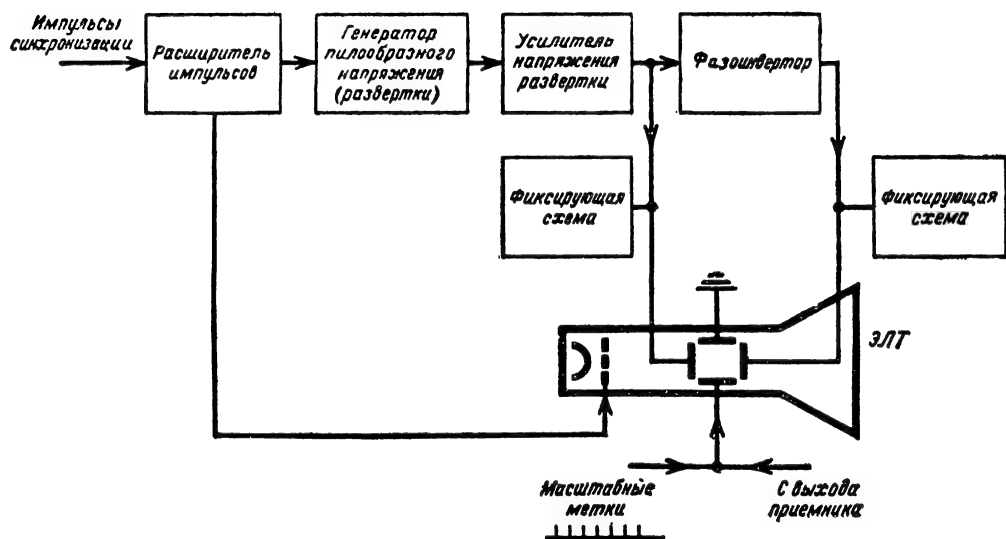 Импульсы
синхронизации
Расширитель
импульсов
Генератор
пилообразного
напряжения
(развертки)
Усилитель
напряжения
развертки
Фазоинвертор
Фиксирующая
схема
Фиксирующая
схема
ЭЛТ
Масштабные
метки
С выхода
приемника